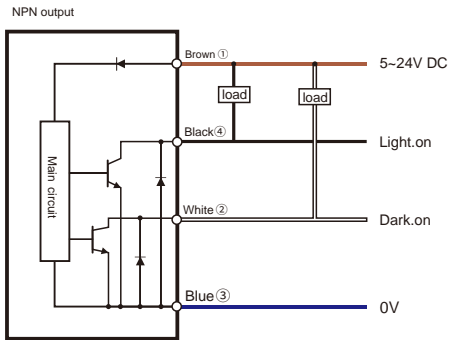 NPN output
Brown ①
5~24V DC
load
load
Black④
Light.on
Main circuit
White ②
Dark.on
Blue③
0V